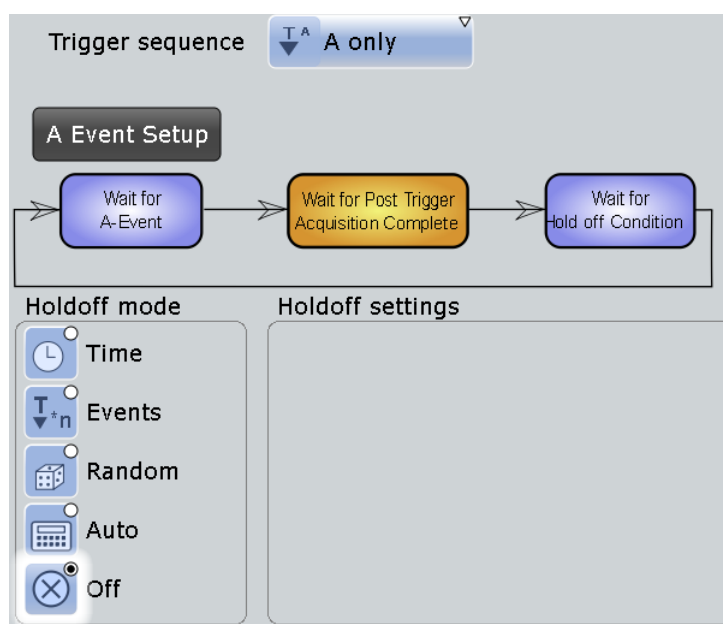 Trigger sequence
T A
A only
A Event Setup
Wait for
A-Event
Wait for Post Trigger
Acquisition Complete
Wait for
Hold off Condition
Holdoff mode
Holdoff settings
Time
T *n
Events
Random
Auto
Off